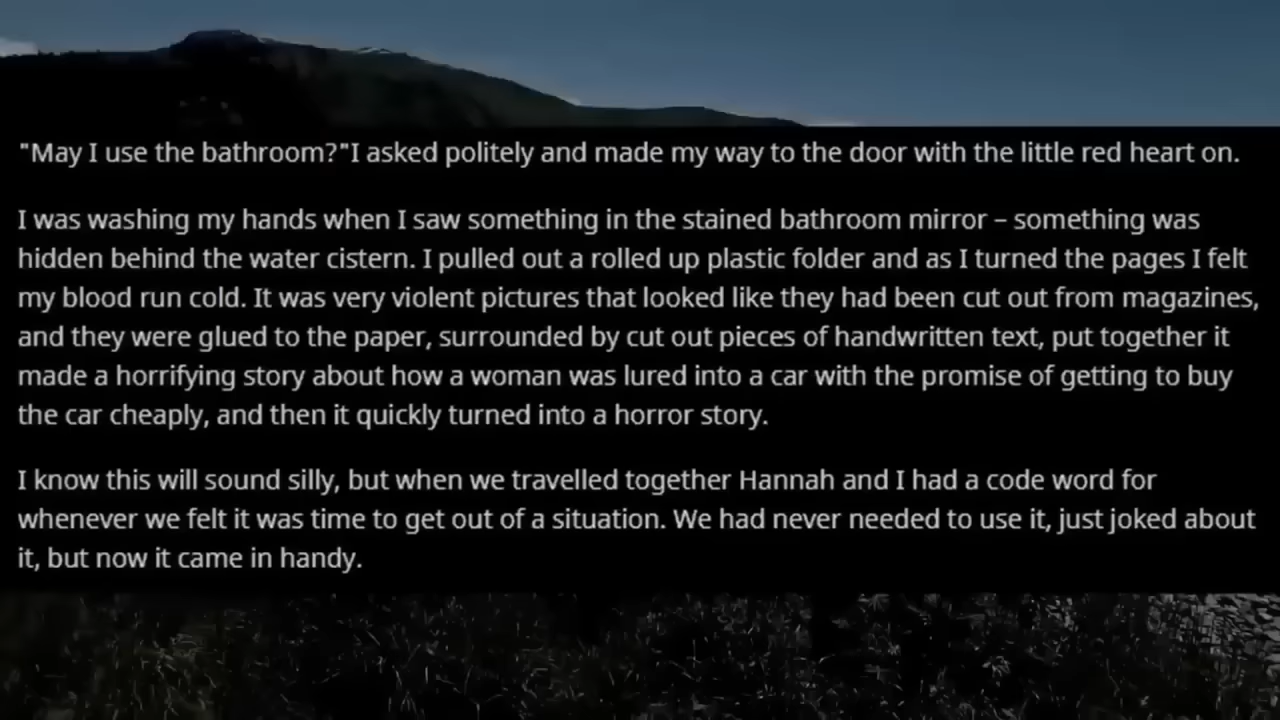 "May I use the bathroom?"I asked politely and made my way to the door with the little red heart on.
I was washing my hands when I saw something in the stained bathroom mirror – something was
hidden behind the water cistern. I pulled out a rolled up plastic folder and as I turned the pages I felt
my blood run cold. It was very violent pictures that looked like they had been cut out from magazines,
and they were glued to the paper, surrounded by cut out pieces of handwritten text, put together it
made a horrifying story about how a woman was lured into a car with the promise of getting to buy
the car cheaply, and then it quickly turned into a horror story.
I know this will sound silly, but when we travelled together Hannah and I had a code word for
whenever we felt it was time to get out of a situation. We had never needed to use it, just joked about
it, but now it came in handy.